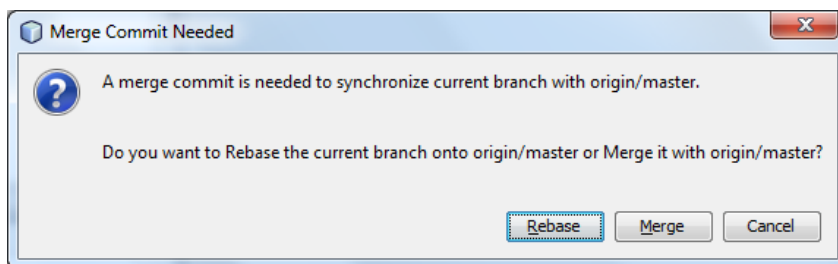 Merge Commit Needed
A merge commit is needed to synchronize current branch with origin/master.
Do you want to Rebase the current branch onto origin/master or Merge it with origin/master?
Rebase Merge Cancel